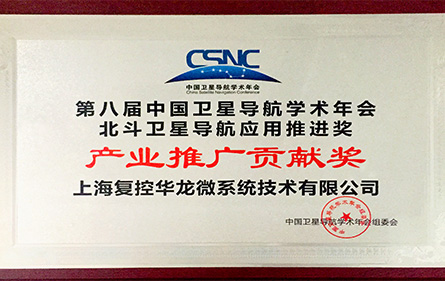 CSNC
中国卫星导航学术年会
China Satellite Navigation Conference
第八届中国卫星导航学术年会
北斗卫星导航应用推进奖
产业推广贡献奖
上海复控华龙微系统技术有限公司
中国卫星导航学术年会组委会